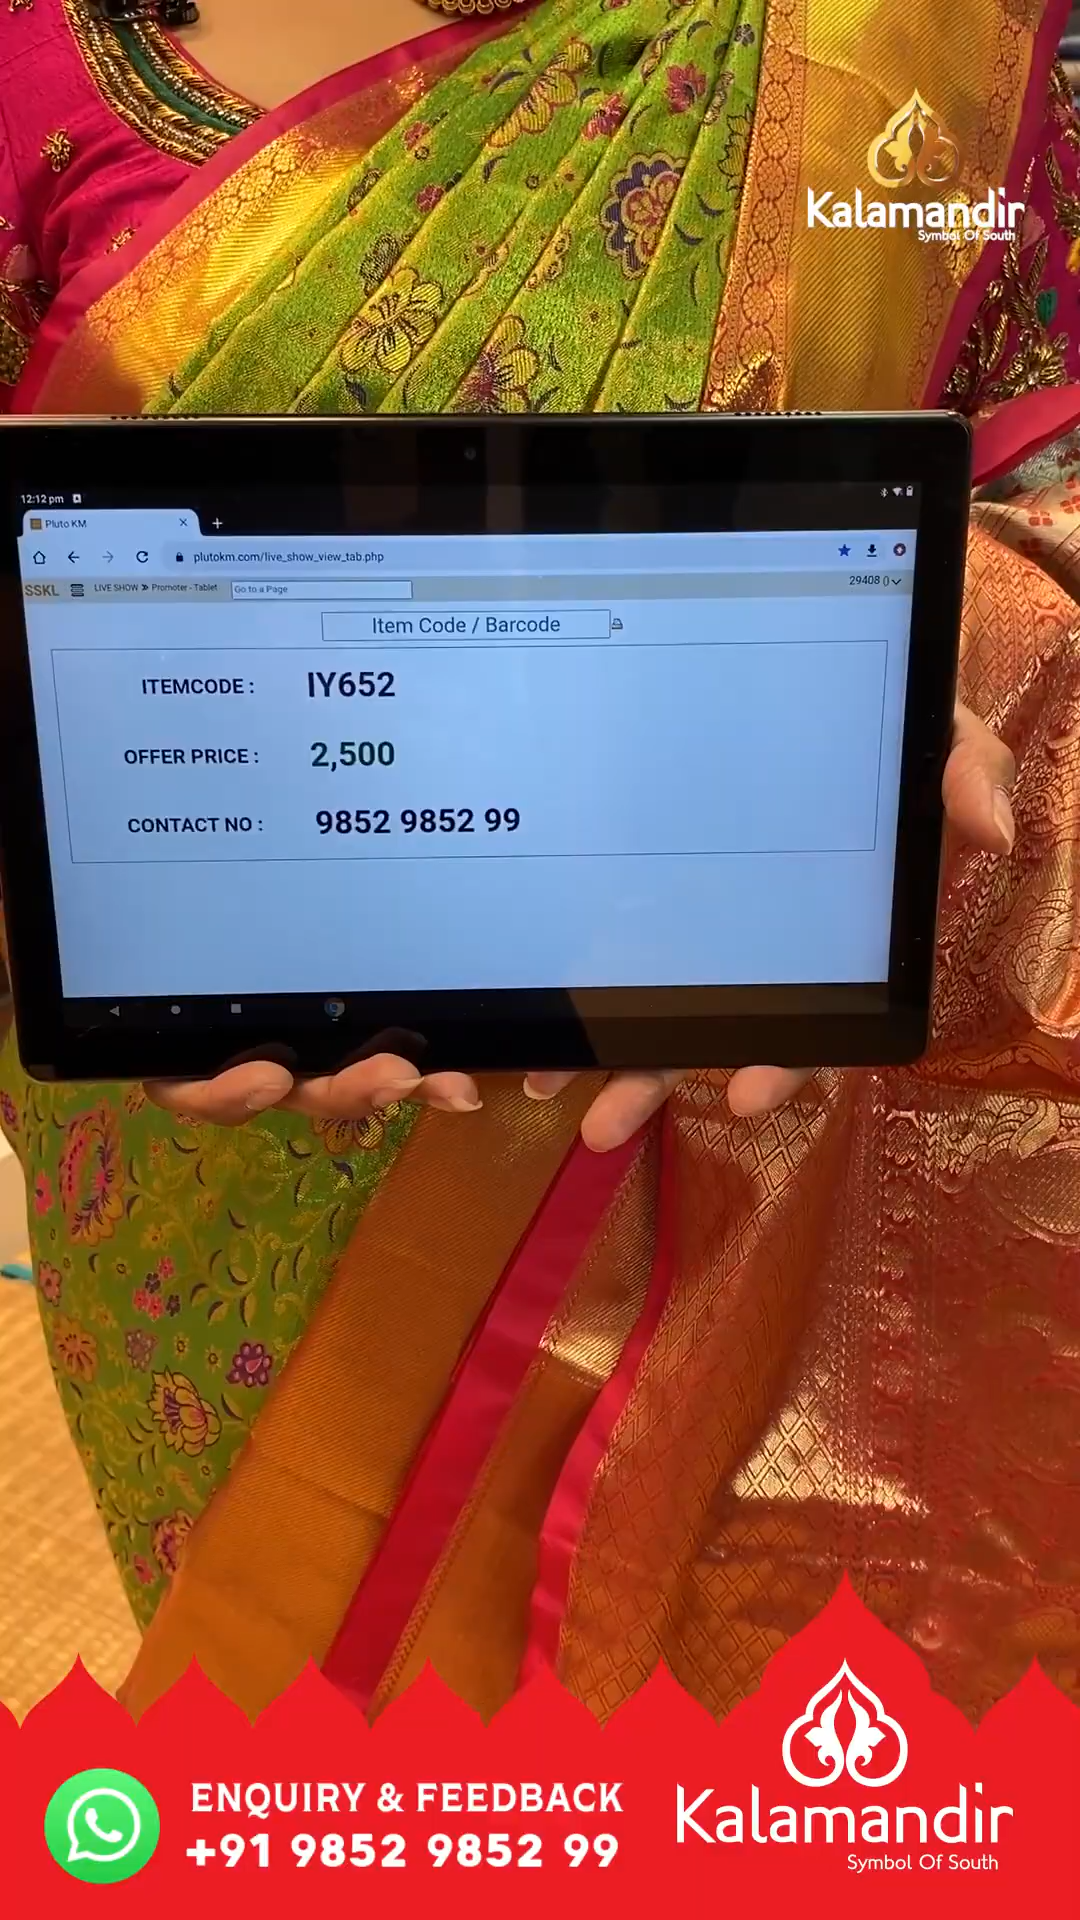 Kalamandir
Symbol Of South
12:12 pm
Pluto KM
plutokm.com/live_show_view_tab.php
SSKL
LIVE SHOW >> Promoter - Tablet
Go to a Page
29408 ()
Item Code / Barcode
ITEMCODE : IY652
OFFER PRICE : 2,500
CONTACT NO : 9852 9852 99
ENQUIRY & FEEDBACK
+91 9852 9852 99
Kalamandir
Symbol Of South